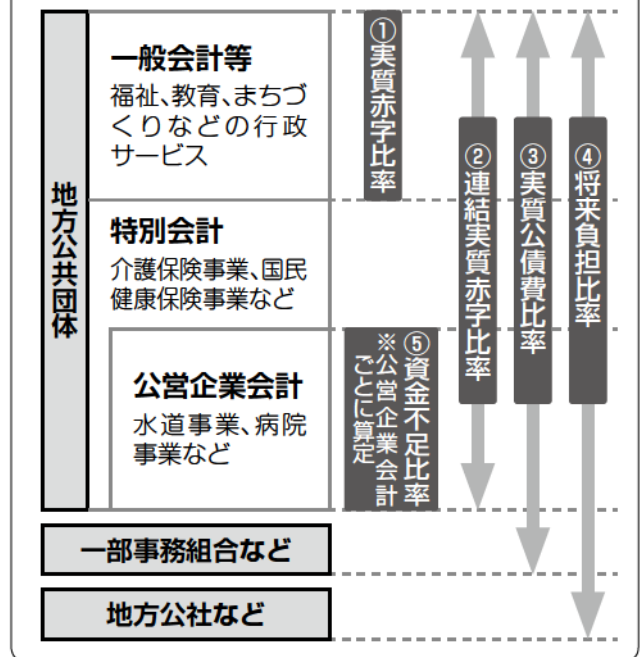 地方公共団体
一般会計等
福祉、教育、まちづ
くりなどの行政
サービス
特別会計
介護保険事業、国民
健康保険事業など
公営企業会計
水道事業、病院
事業など
一部事務組合など
地方公社など
①実質赤字比率
②連結実質赤字比率
③実質公債費比率
④将来負担比率
⑤資金不足比率
※公営企業会計
ごとに算定